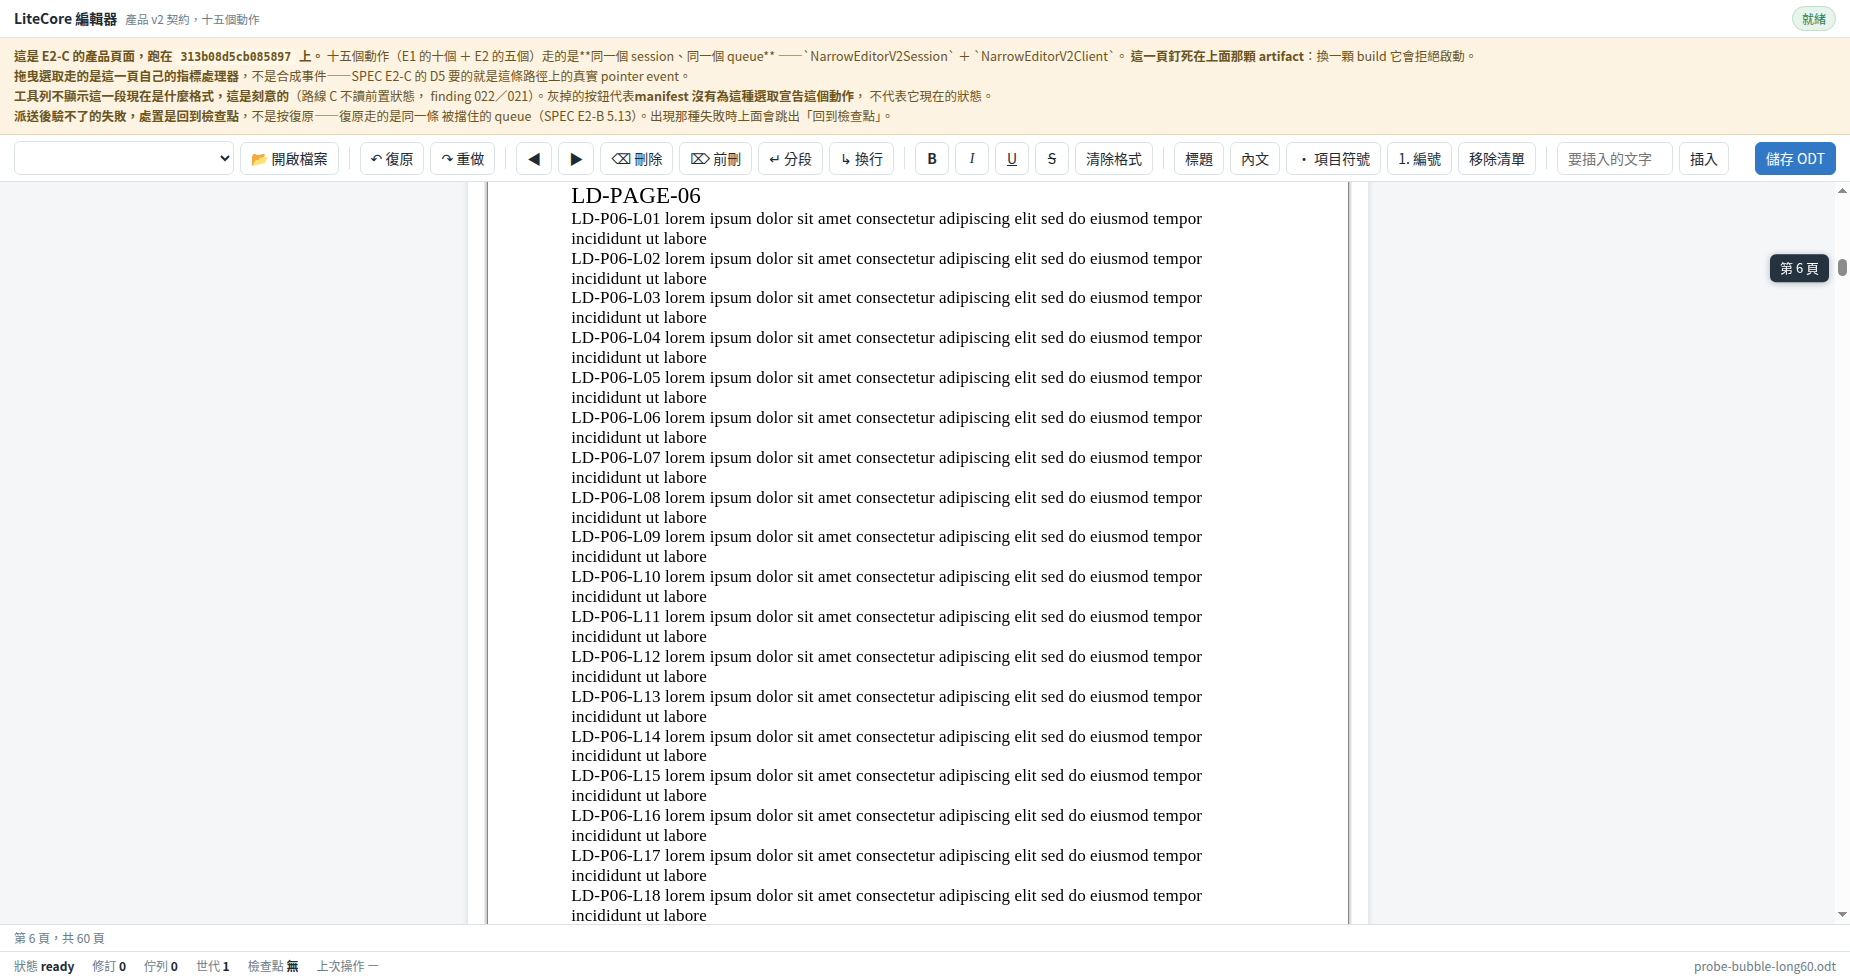 LiteCore 編輯器 產品 v2 契約，十五個動作 就緒
這是 E2-C 的產品頁面，跑在 313b08d5cb085897 上。 十五個動作（E1 的十個 ＋ E2 的五個）走的是**同一個 session、同一個 queue** ——`NarrowEditorV2Session` ＋ `NarrowEditorV2Client`。 這一頁釘死在上面那顆 artifact：換一顆 build 它會拒絕啟動。
拖曳選取走的是這一頁自己的指標處理器，不是合成事件——SPEC E2-C 的 D5 要的就是這條路徑上的真實 pointer event。
工具列不顯示這一段現在是什麼格式，這是刻意的（路線 C 不讀前置狀態， finding 022／021）。灰掉的按鈕代表manifest 沒有為這種選取宣告這個動作， 不代表它現在的狀態。
派送後驗不了的失敗，處置是回到檢查點，不是按復原——復原走的是同一條 被擋住的 queue（SPEC E2-B 5.13）。出現那種失敗時上面會跳出「回到檢查點」。
📂 開啟檔案 ↶ 復原 ↷ 重做 ◀ ▶ ⌫ 刪除 ⌦ 前刪 ↵ 分段 ↳ 換行 B I U S 清除格式 標題 內文 • 項目符號 1. 編號 移除清單 要插入的文字 插入 儲存 ODT
LD-PAGE-06
LD-P06-L01 lorem ipsum dolor sit amet consectetur adipiscing elit sed do eiusmod tempor
incididunt ut labore
LD-P06-L02 lorem ipsum dolor sit amet consectetur adipiscing elit sed do eiusmod tempor
incididunt ut labore
LD-P06-L03 lorem ipsum dolor sit amet consectetur adipiscing elit sed do eiusmod tempor
incididunt ut labore
LD-P06-L04 lorem ipsum dolor sit amet consectetur adipiscing elit sed do eiusmod tempor
incididunt ut labore
LD-P06-L05 lorem ipsum dolor sit amet consectetur adipiscing elit sed do eiusmod tempor
incididunt ut labore
LD-P06-L06 lorem ipsum dolor sit amet consectetur adipiscing elit sed do eiusmod tempor
incididunt ut labore
LD-P06-L07 lorem ipsum dolor sit amet consectetur adipiscing elit sed do eiusmod tempor
incididunt ut labore
LD-P06-L08 lorem ipsum dolor sit amet consectetur adipiscing elit sed do eiusmod tempor
incididunt ut labore
LD-P06-L09 lorem ipsum dolor sit amet consectetur adipiscing elit sed do eiusmod tempor
incididunt ut labore
LD-P06-L10 lorem ipsum dolor sit amet consectetur adipiscing elit sed do eiusmod tempor
incididunt ut labore
LD-P06-L11 lorem ipsum dolor sit amet consectetur adipiscing elit sed do eiusmod tempor
incididunt ut labore
LD-P06-L12 lorem ipsum dolor sit amet consectetur adipiscing elit sed do eiusmod tempor
incididunt ut labore
LD-P06-L13 lorem ipsum dolor sit amet consectetur adipiscing elit sed do eiusmod tempor
incididunt ut labore
LD-P06-L14 lorem ipsum dolor sit amet consectetur adipiscing elit sed do eiusmod tempor
incididunt ut labore
LD-P06-L15 lorem ipsum dolor sit amet consectetur adipiscing elit sed do eiusmod tempor
incididunt ut labore
LD-P06-L16 lorem ipsum dolor sit amet consectetur adipiscing elit sed do eiusmod tempor
incididunt ut labore
LD-P06-L17 lorem ipsum dolor sit amet consectetur adipiscing elit sed do eiusmod tempor
incididunt ut labore
LD-P06-L18 lorem ipsum dolor sit amet consectetur adipiscing elit sed do eiusmod tempor
incididunt ut labore
第 6 頁
第 6 頁，共 60 頁
狀態 ready 修訂 0 佇列 0 世代 1 檢查點 無 上次操作 — probe-bubble-long60.odt